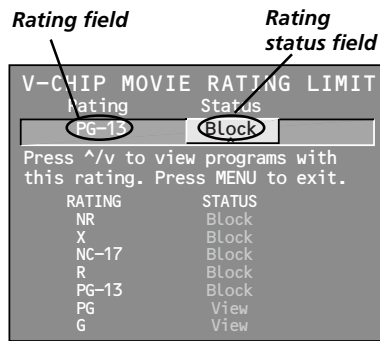 Rating field
Rating
status field
V-CHIP MOVIE RATING LIMIT
Rating Status
PG-13 Block
Press ^/v to view programs with
this rating. Press MENU to exit.
RATING STATUS
NR Block
X Block
NC-17 Block
R Block
PG-13 Block
PG View
G View